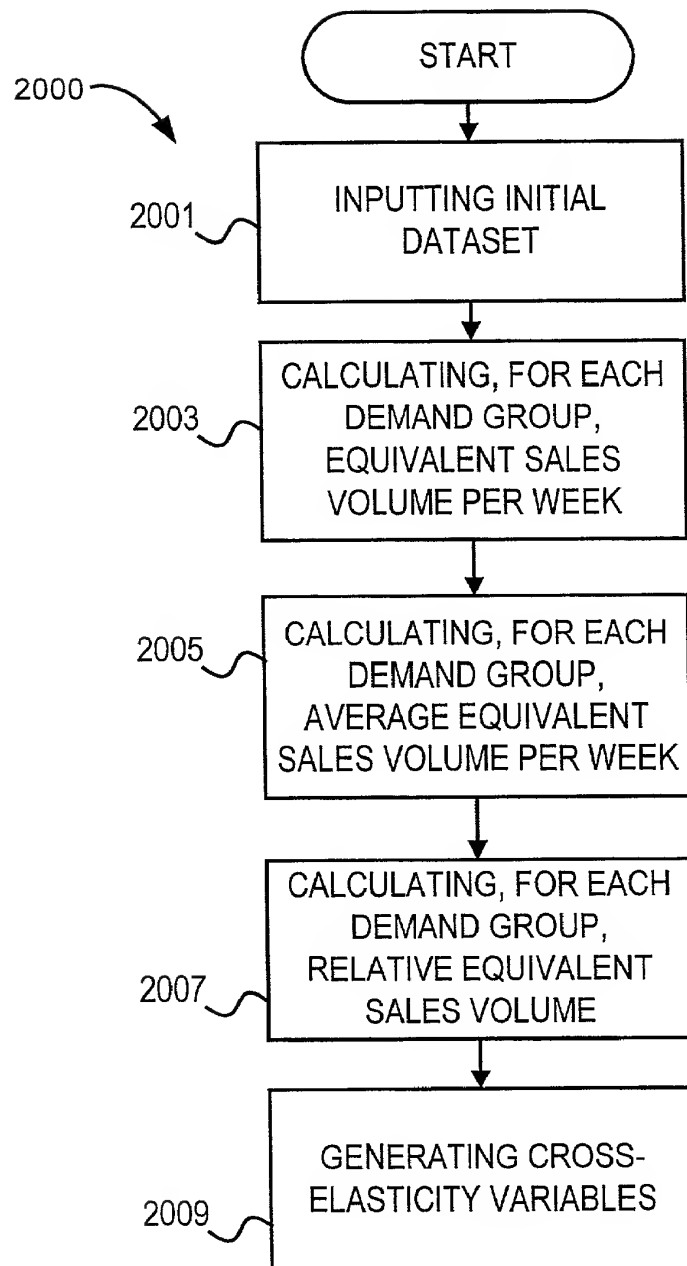 START
2000
2001
INPUTTING INITIAL
DATASET
2003
CALCULATING, FOR EACH
DEMAND GROUP,
EQUIVALENT SALES
VOLUME PER WEEK
2005
CALCULATING, FOR EACH
DEMAND GROUP,
AVERAGE EQUIVALENT
SALES VOLUME PER WEEK
2007
CALCULATING, FOR EACH
DEMAND GROUP,
RELATIVE EQUIVALENT
SALES VOLUME
2009
GENERATING CROSS-
ELASTICITY VARIABLES